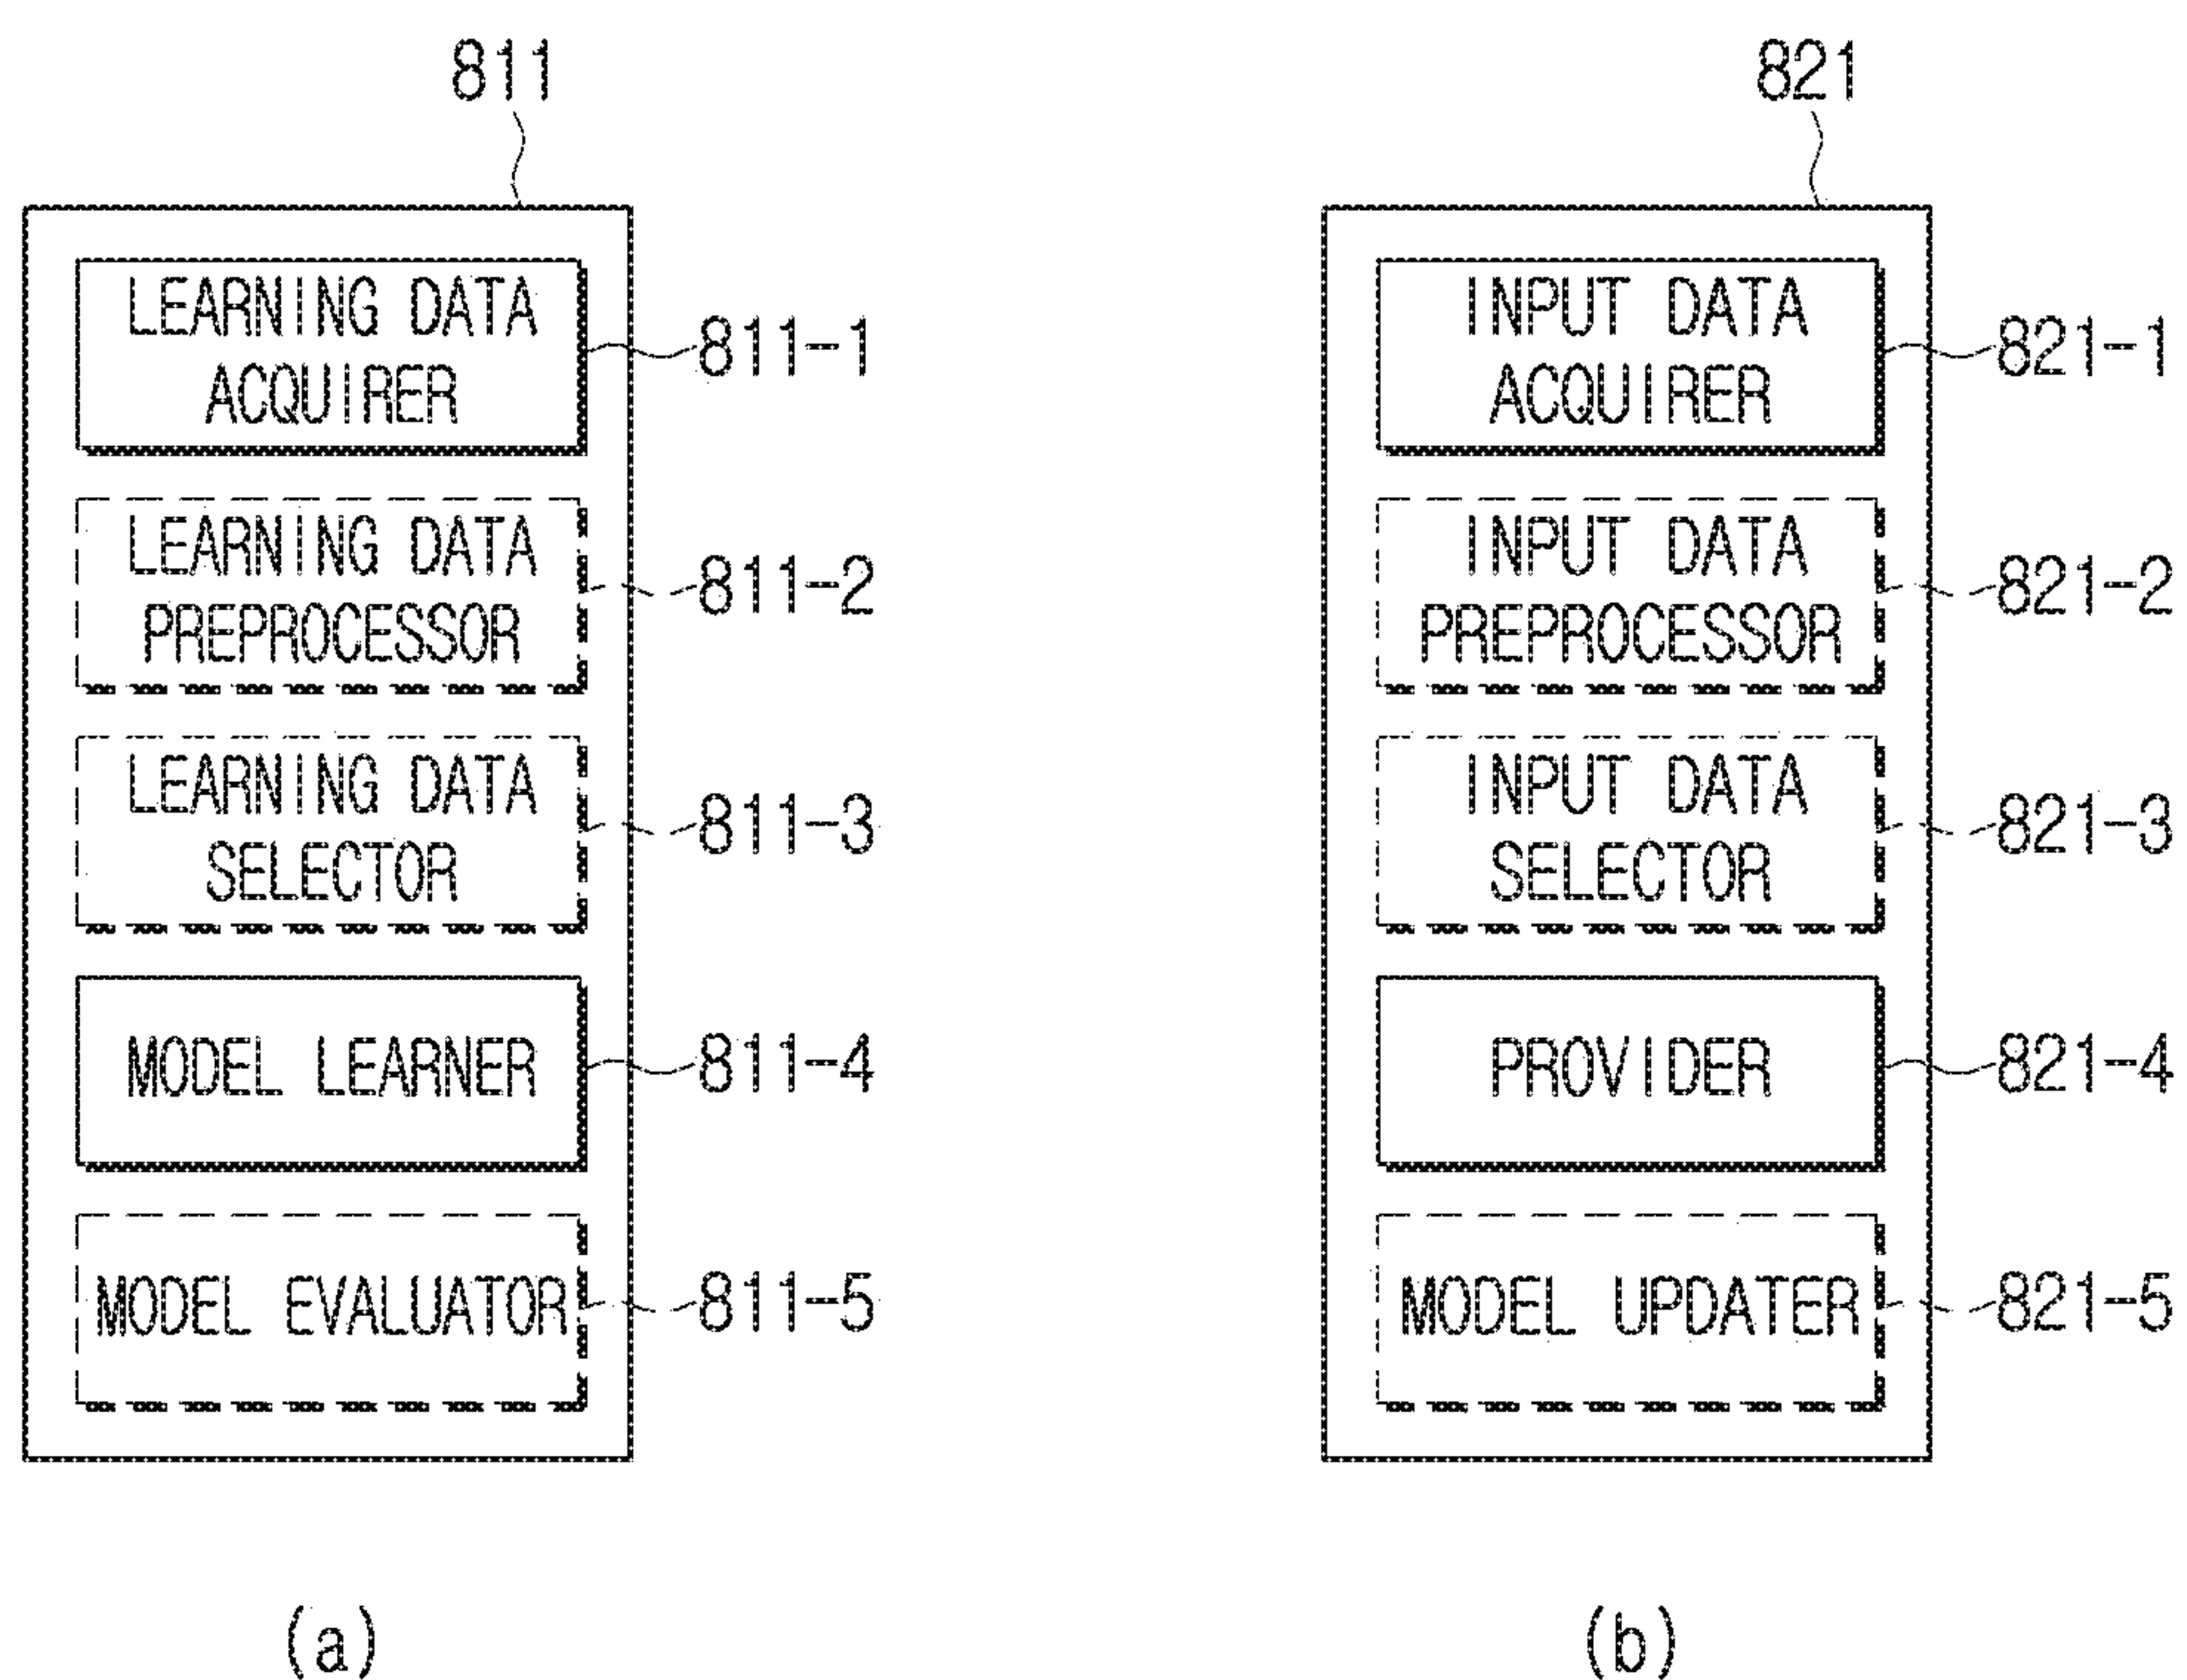 811
LEARNING DATA
ACQUIRER
811-1
LEARNING DATA
PREPROCESSOR
811-2
LEARNING DATA
SELECTOR
811-3
MODEL LEARNER
811-4
MODEL EVALUATOR
811-5
(a)
821
INPUT DATA
ACQUIRER
821-1
INPUT DATA
PREPROCESSOR
821-2
INPUT DATA
SELECTOR
821-3
PROVIDER
821-4
MODEL UPDATER
821-5
(b)